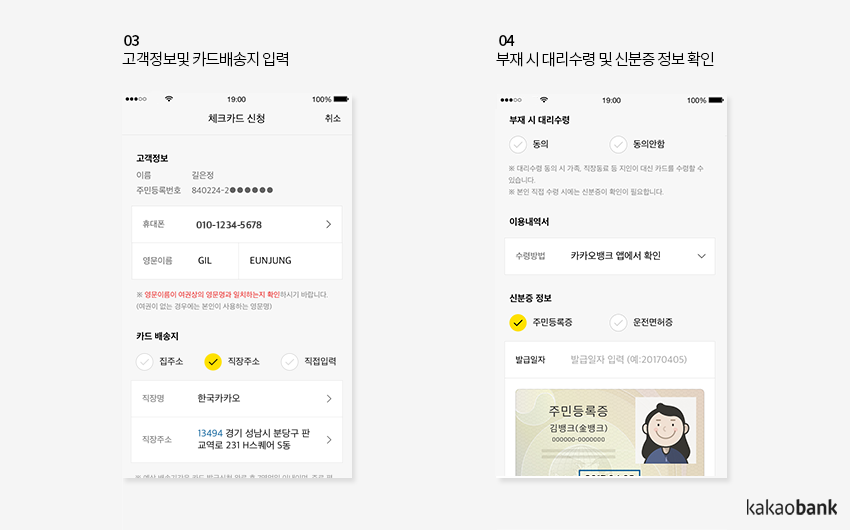 03
고객정보및 카드배송지 입력
19:00
100%
체크카드 신청
취소
고객정보
이름 길은정
주민등록번호 840224-2●●●●●●
휴대폰 010-1234-5678
영문이름 GIL EUNJUNG
※ 영문이름이 여권상의 영문명과 일치하는지 확인하시기 바랍니다.
(여권이 없는 경우에는 본인이 사용하는 영문명)
카드 배송지
집주소 직장주소 직접입력
직장명 한국카카오
직장주소 13494 경기 성남시 분당구 판
교역로 231 H스퀘어 S동
04
부재 시 대리수령 및 신분증 정보 확인
19:00
100%
부재 시 대리수령
동의 동의안함
※ 대리수령 동의 시 가족, 직장동료 등 지인이 대신 카드를 수령할 수
있습니다.
※ 본인 직접 수령 시에는 신분증이 확인이 필요합니다.
이용내역서
수령방법 카카오뱅크 앱에서 확인
신분증 정보
주민등록증 운전면허증
발급일자 발급일자 입력 (예:20170405)
주민등록증
김뱅크(金뱅크)
000000-0000000
kakaobank